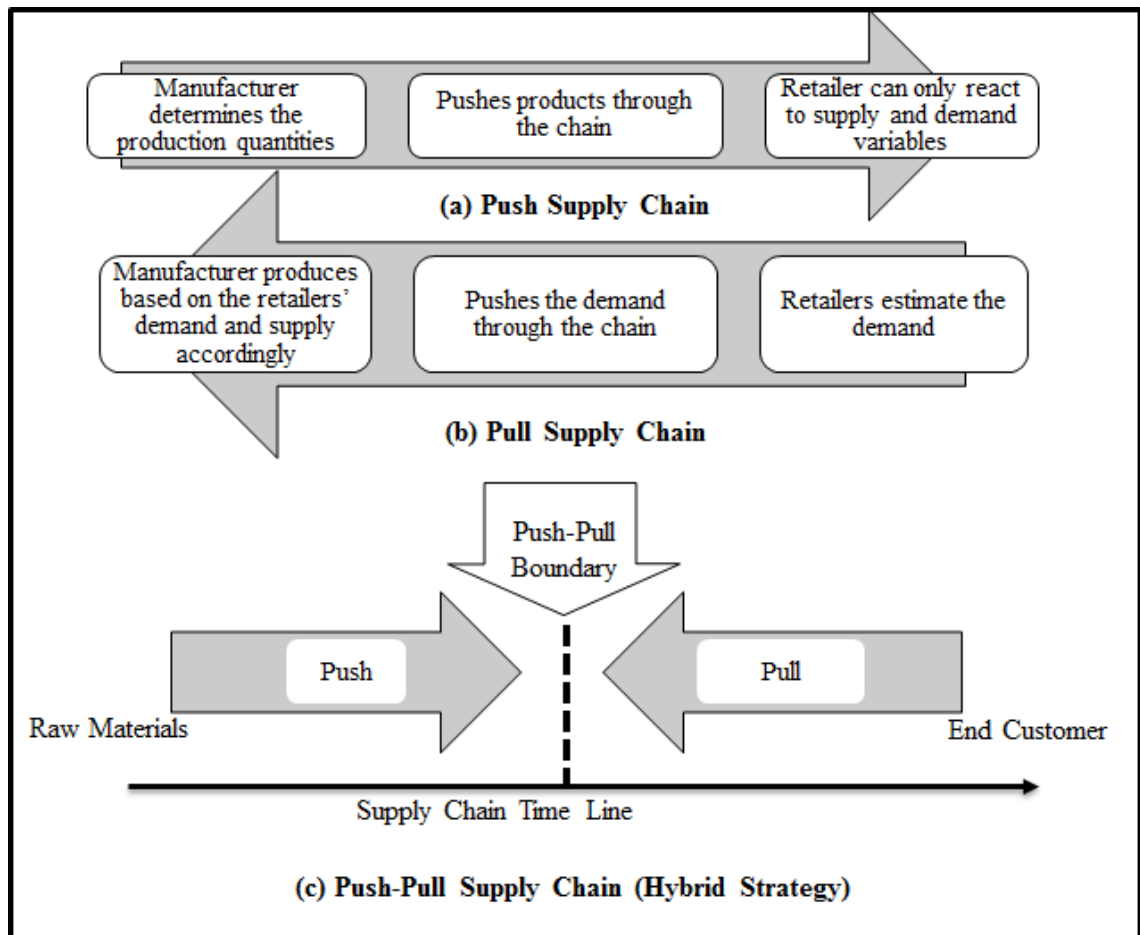 Manufacturer
determines the
production quantities
Pushes products through
the chain
Retailer can only react
to supply and demand
variables
(a) Push Supply Chain
Manufacturer produces
based on the retailers’
demand and supply
accordingly
Pushes the demand
through the chain
Retailers estimate the
demand
(b) Pull Supply Chain
Push-Pull
Boundary
Push
Pull
Raw Materials
End Customer
Supply Chain Time Line
(c) Push-Pull Supply Chain (Hybrid Strategy)